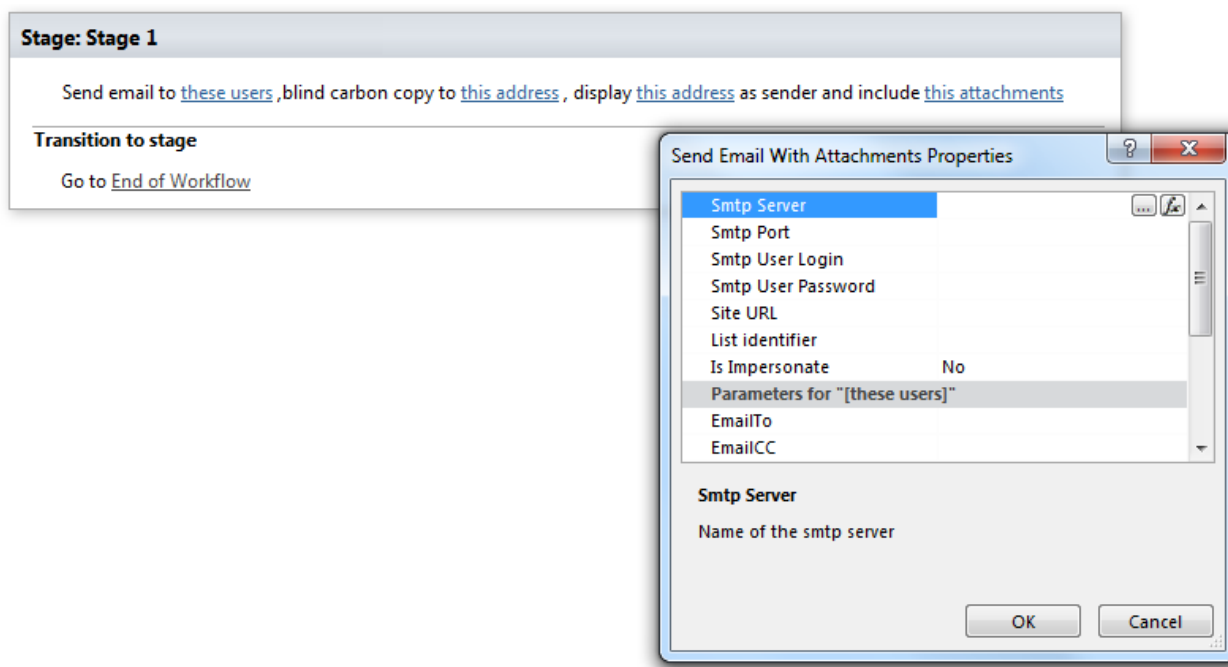 Stage: Stage 1
Send email to these users ,blind carbon copy to this address , display this address as sender and include this attachments
Transition to stage
Go to End of Workflow
Send Email With Attachments Properties
?
X
Smtp Server
... fx
Smtp Port
Smtp User Login
Smtp User Password
Site URL
List identifier
Is Impersonate No
Parameters for "[these users]"
EmailTo
EmailCC
Smtp Server
Name of the smtp server
OK Cancel